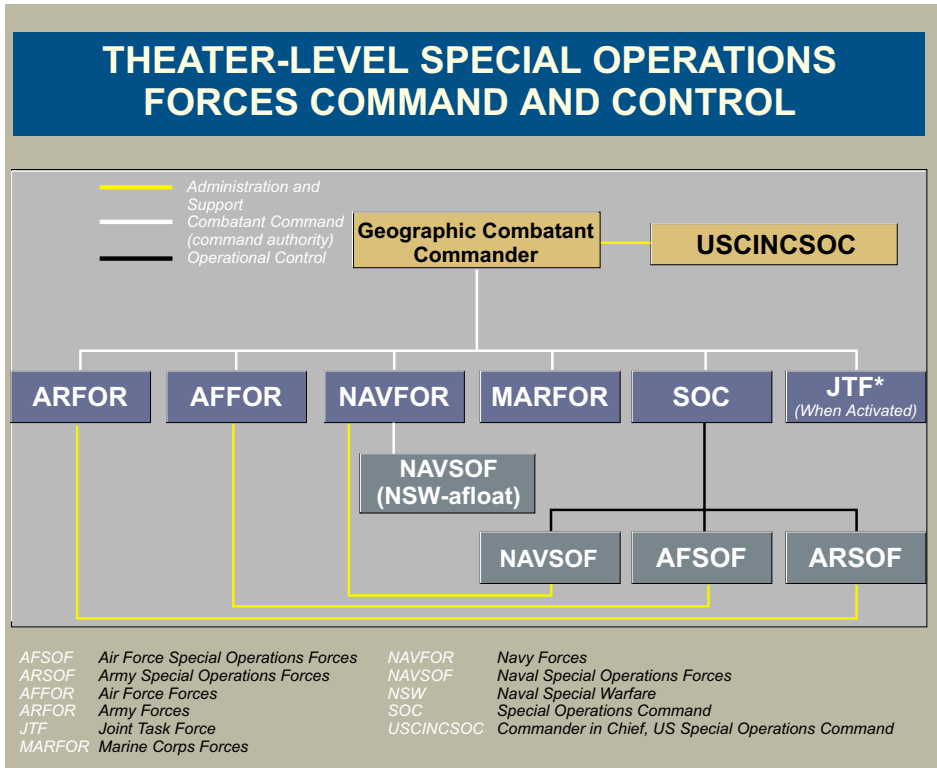 THEATER-LEVEL SPECIAL OPERATIONS
FORCES COMMAND AND CONTROL
Administration and
Support
Combatant Command
(command authority)
Operational Control
Geographic Combatant
Commander
USCINCSOC
ARFOR
AFFOR
NAVFOR
MARFOR
SOC
JTF*
(When Activated)
NAVSOF
(NSW-afloat)
NAVSOF
AFSOF
ARSOF
AFSOF Air Force Special Operations Forces
ARSOF Army Special Operations Forces
AFFOR Air Force Forces
ARFOR Army Forces
JTF Joint Task Force
MARFOR Marine Corps Forces
NAVFOR Navy Forces
NAVSOF Naval Special Operations Forces
NSW Naval Special Warfare
SOC Special Operations Command
USCINCSOC Commander in Chief, US Special Operations Command